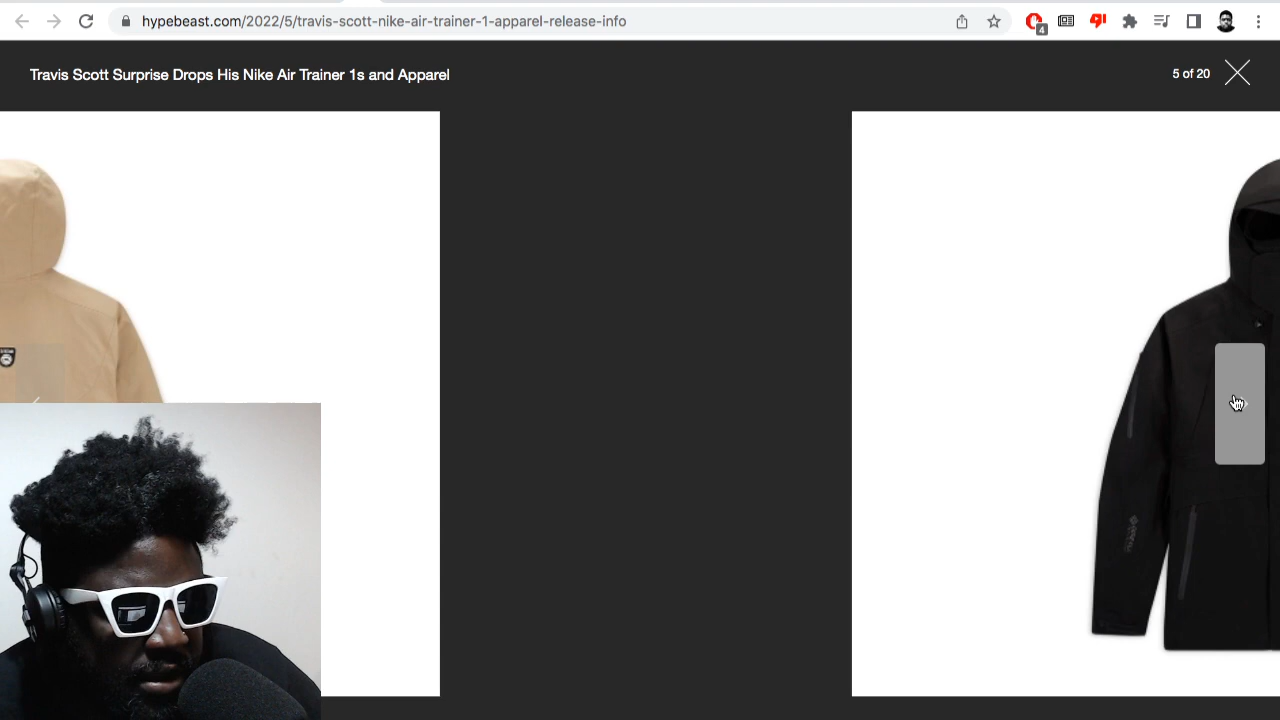 hypebeast.com/2022/5/travis-scott-nike-air-trainer-1-apparel-release-info
4
Travis Scott Surprise Drops His Nike Air Trainer 1s and Apparel
5 of 20